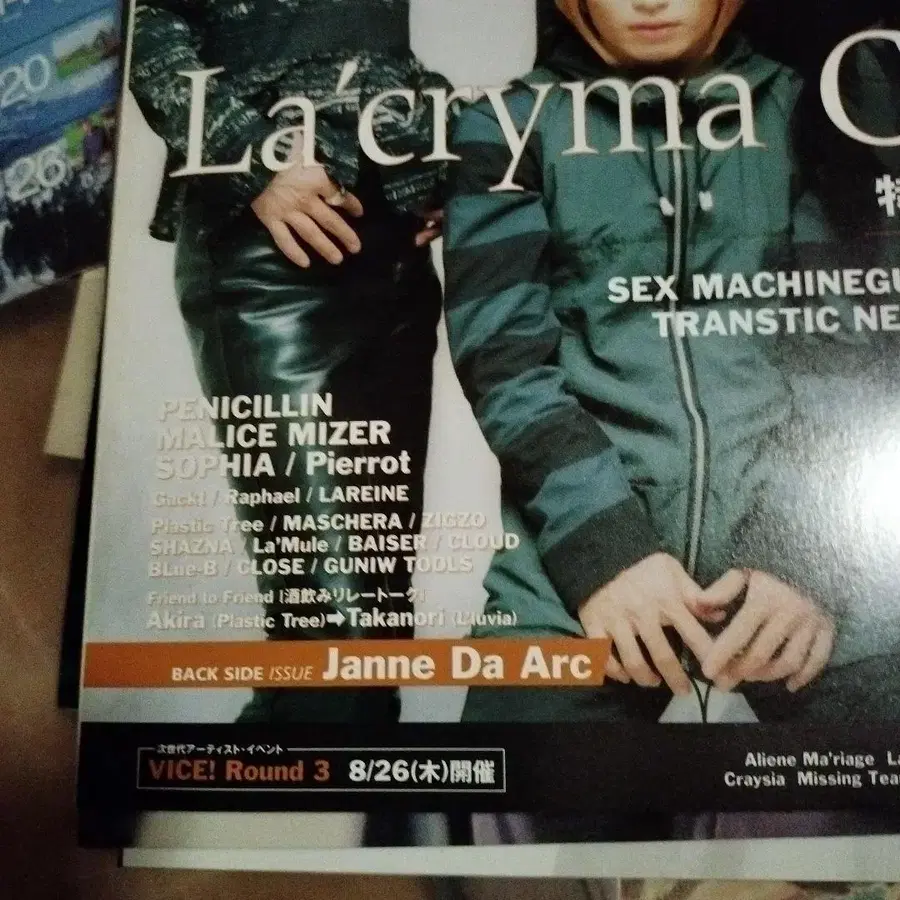 20
26
La'cryma C
特
SEX MACHINEGU
TRANSTIC NE
PENICILLIN
MALICE MIZER
SOPHIA / Pierrot
Gackt / Raphael / LAREINE
Plastic Tree / MASCHERA / ZIGZO
SHAZNA / La'Mule / BAISER / CLOUD
BLue-B / CLOSE / GUNIW TOOLS
Friend to Friend [酒飲みリレートーク]
Akira (Plastic Tree)➡Takanori (L'luvia)
BACK SIDE ISSUE Janne Da Arc
次世代アーティスト・イベント
VICE! Round 3 8/26(木)開催
Aliene Ma'riage La
Craysia Missing Tea